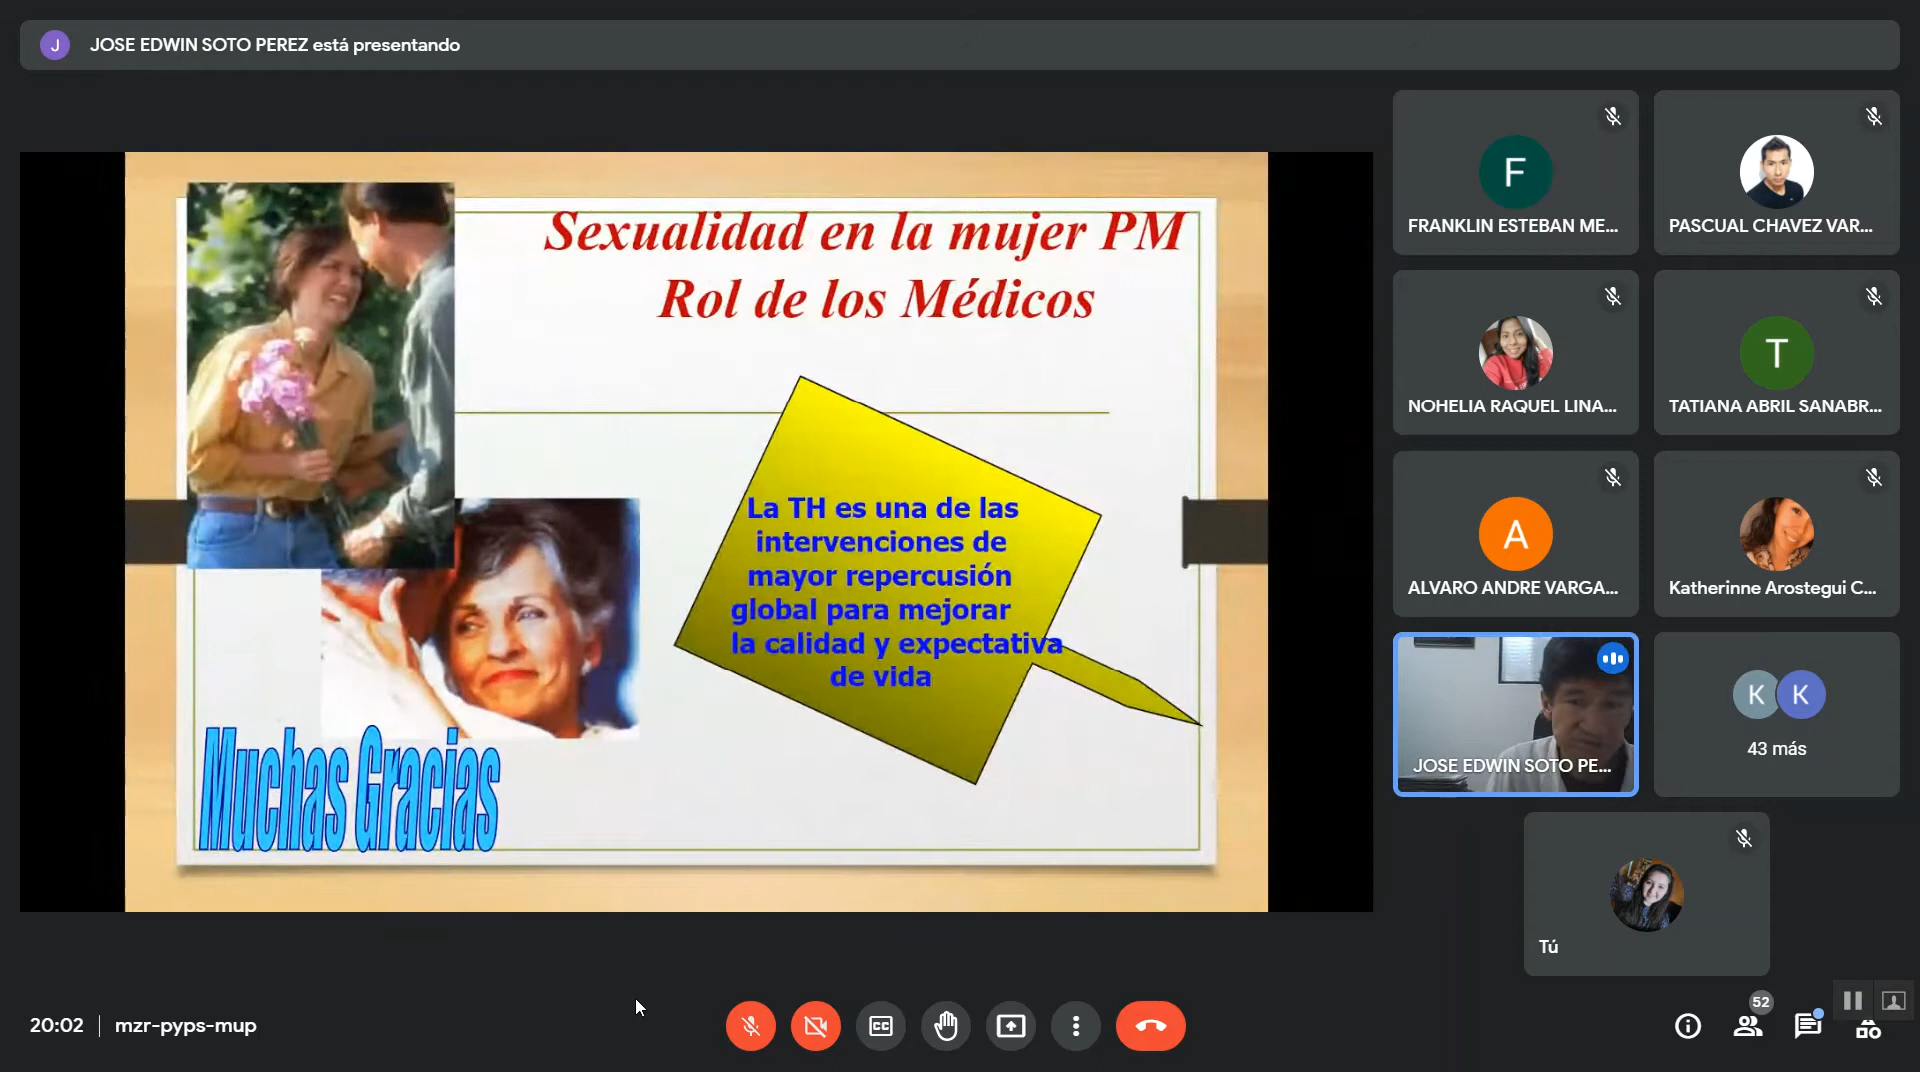 J
JOSE EDWIN SOTO PEREZ está presentando
Sexualidad en la mujer PM
Rol de los Médicos
La TH es una de las
intervenciones de
mayor repercusión
global para mejorar
la calidad y expectativa
de vida
Muchas Gracias
F
FRANKLIN ESTEBAN ME...
PASCUAL CHAVEZ VAR...
NOHELIA RAQUEL LINA...
T
TATIANA ABRIL SANABR...
A
ALVARO ANDRE VARGA...
Katherinne Arostegui C...
JOSE EDWIN SOTO PE...
K K
43 más
Tú
20:02 | mzr-pyps-mup
CC
52